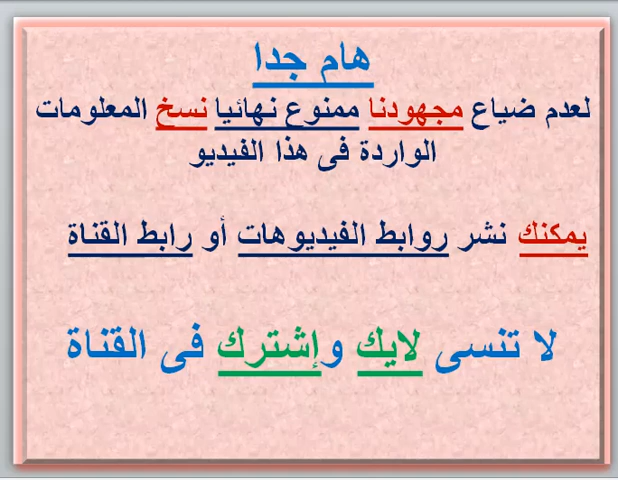 هام جدا
لعدم ضياع مجهودنا ممنوع نهائيا نسخ المعلومات
الواردة فى هذا الفيديو
يمكنك نشر روابط الفيديوهات أو رابط القناة
لا تنسى لايك وإشترك فى القناة